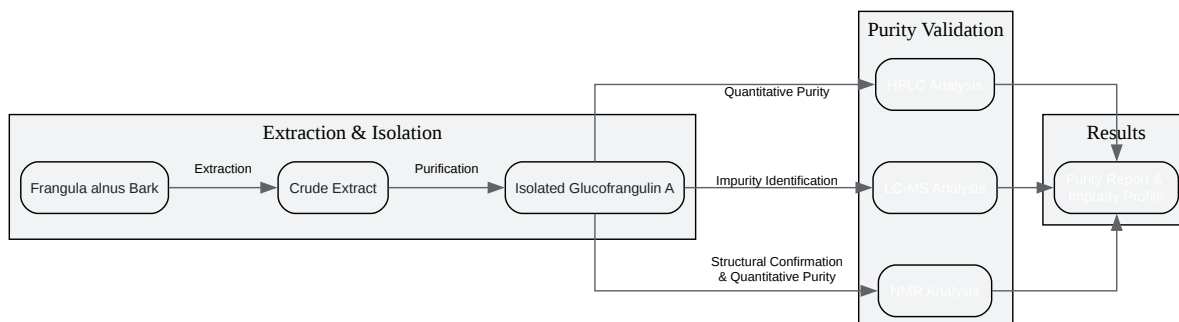 Purity Validation
HPLC Analysis
Quantitative Purity
Extraction & Isolation
Results
Extraction
Purification
Frangula alnus Bark
Crude Extract
Isolated Glucofrangulin A
Impurity Identification
LC-MS Analysis
Purity Report &
Impurity Profile
Structural Confirmation
& Quantitative Purity
NMR Analysis